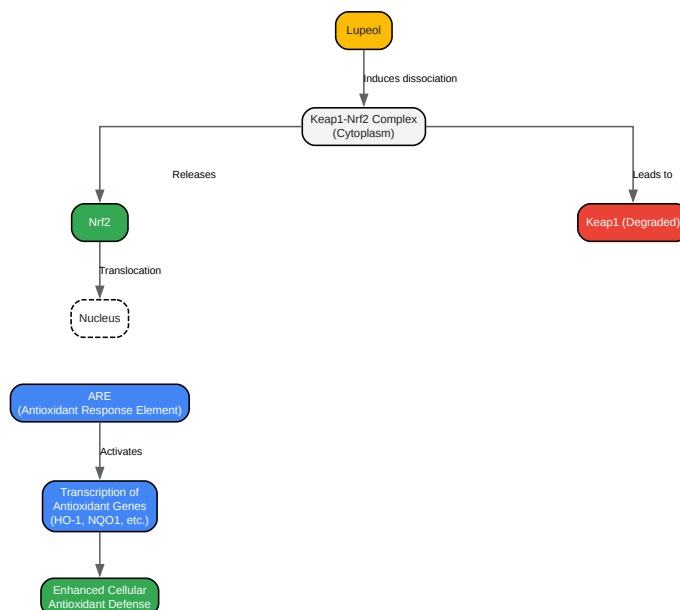 Lupeol
Induces dissociation
Keap1-Nrf2 Complex
(Cytoplasm)
Releases
Leads to
Nrf2
Keap1 (Degraded)
Translocation
Nucleus
ARE
(Antioxidant Response Element)
Activates
Transcription of
Antioxidant Genes
(HO-1, NQO1, etc.)
Enhanced Cellular
Antioxidant Defense